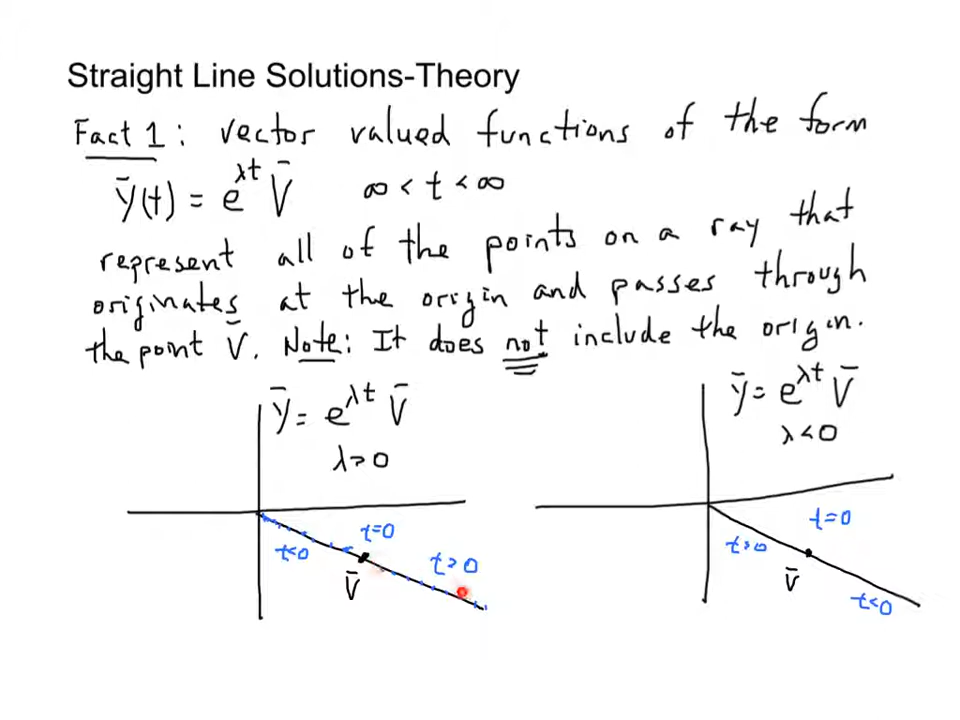 Straight Line Solutions-Theory
Fact 1: vector valued functions of the form
ȳ(t) = e^λt V̄ ∞ < t < ∞
represent all of the points on a ray that
originates at the origin and passes through
the point V̄. Note: It does not include the origin.
ȳ = e^λt V̄
λ>0
t=0
t<0
t>0
V̄
ȳ = e^λt V̄
λ<0
t=0
t>0
V̄
t<0